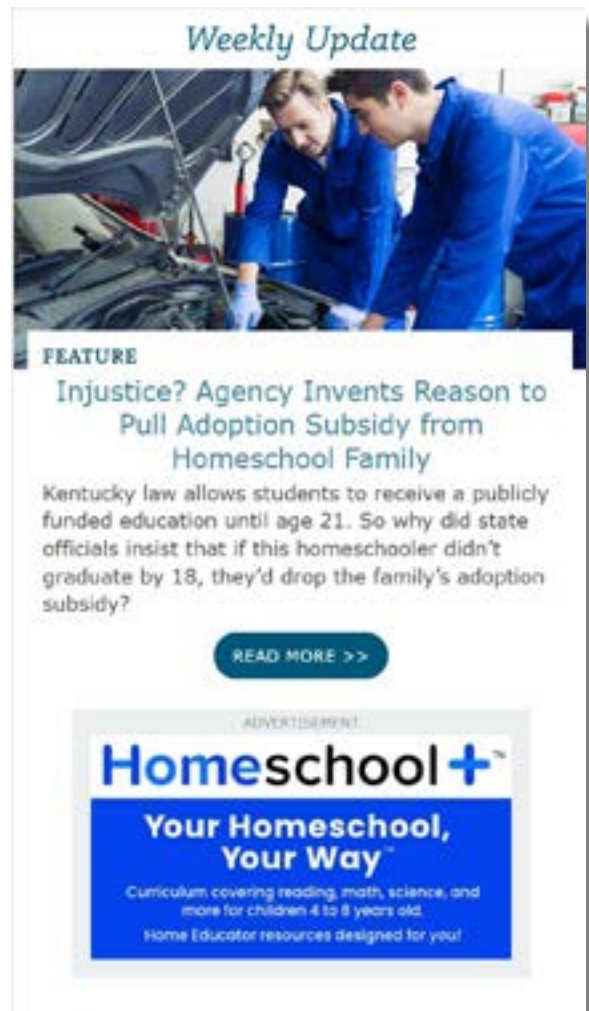 Weekly Update
FEATURE
Injustice? Agency Invents Reason to
Pull Adoption Subsidy from
Homeschool Family
Kentucky law allows students to receive a publicly
funded education until age 21. So why did state
officials insist that if this homeschooler didn't
graduate by 18, they'd drop the family's adoption
subsidy?
READ MORE >>
ADVERTISEMENT
Homeschool+™
Your Homeschool,
Your Way™
Curriculum covering reading, math, science, and
more for children 4 to 8 years old.
Home Educator resources designed for you!